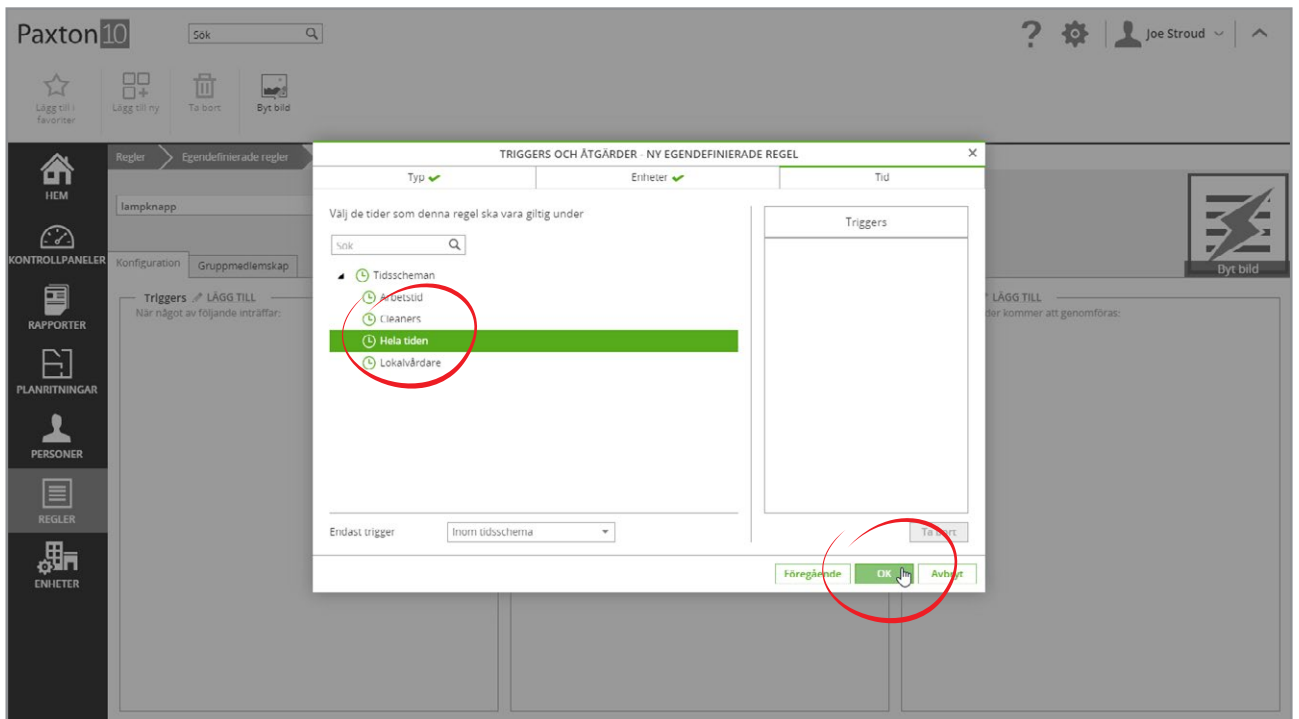 Paxton10
Sök
Joe Stroud
Lägg till i
favoriter
Lägg till ny
Ta bort
Byt bild
HEM
KONTROLLPANELER
RAPPORTER
PLANRITNINGAR
PERSONER
REGLER
ENHETER
Regler
Egendefinierade regler
lampknapp
Byt bild
Konfiguration
Gruppmedlemskap
Triggers LÄGG TILL
När något av följande inträffar:
LÄGG TILL
der kommer att genomföras:
TRIGGERS OCH ÅTGÄRDER - NY EGENDEFINIERADE REGEL
Typ
Enheter
Tid
Välj de tider som denna regel ska vara giltig under
Sök
Tidsscheman
Arbetstid
Cleaners
Hela tiden
Lokalvårdare
Triggers
Endast trigger
Inom tidsschema
Ta bort
Föregående
OK
Avbryt